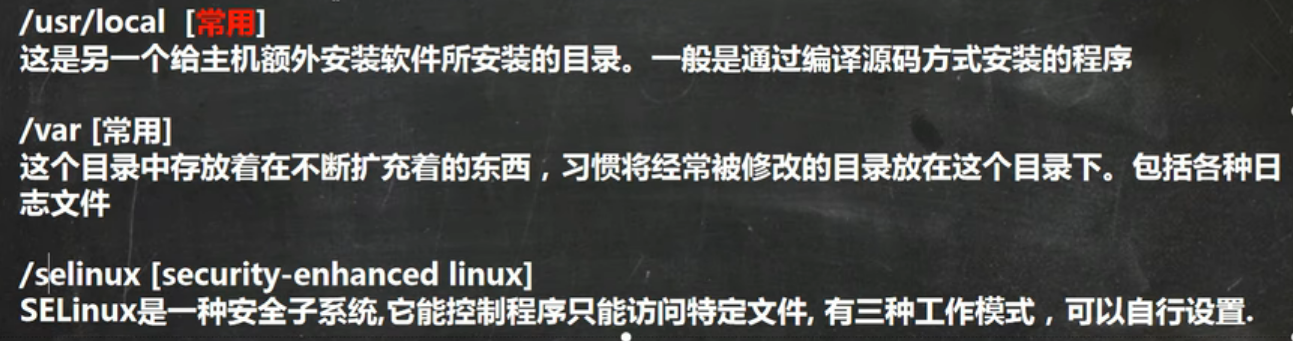 /usr/local [常用]
这是另一个给主机额外安装软件所安装的目录。一般是通过编译源码方式安装的程序
/var [常用]
这个目录中存放着在不断扩充着的东西，习惯将经常被修改的目录放在这个目录下。包括各种日
志文件
/selinux [security-enhanced linux]
SELinux是一种安全子系统,它能控制程序只能访问特定文件, 有三种工作模式，可以自行设置.